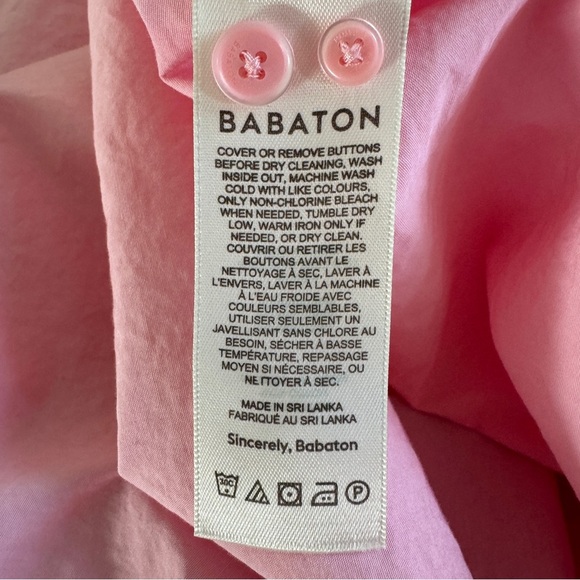 BABATON
COVER OR REMOVE BUTTONS
BEFORE DRY CLEANING, WASH
INSIDE OUT, MACHINE WASH
COLD WITH LIKE COLOURS,
ONLY NON-CHLORINE BLEACH
WHEN NEEDED, TUMBLE DRY
LOW, WARM IRON ONLY IF
NEEDED, OR DRY CLEAN.
COUVRIR OU RETIRER LES
BOUTONS AVANT LE
NETTOYAGE À SEC, LAVER À
L'ENVERS, LAVER À LA MACHINE
À L'EAU FROIDE AVEC
COULEURS SEMBLABLES,
UTILISER SEULEMENT UN
JAVELLISANT SANS CHLORE AU
BESOIN, SÉCHER À BASSE
TEMPÉRATURE, REPASSAGE
MOYEN SI NÉCESSAIRE, OU
NETTOYER À SEC.
MADE IN SRI LANKA
FABRIQUÉ AU SRI LANKA
Sincerely, Babaton
30C P